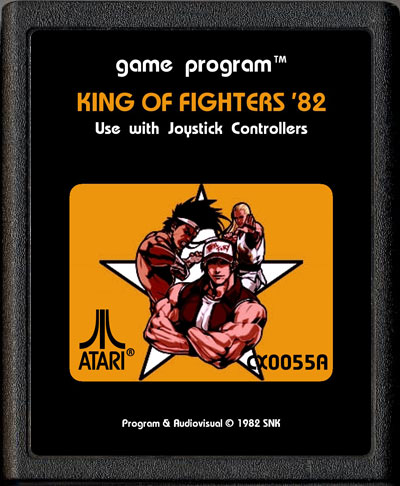 game program™
KING OF FIGHTERS '82
Use with Joystick Controllers
ATARI®
CX0055A
Program & Audiovisual © 1982 SNK